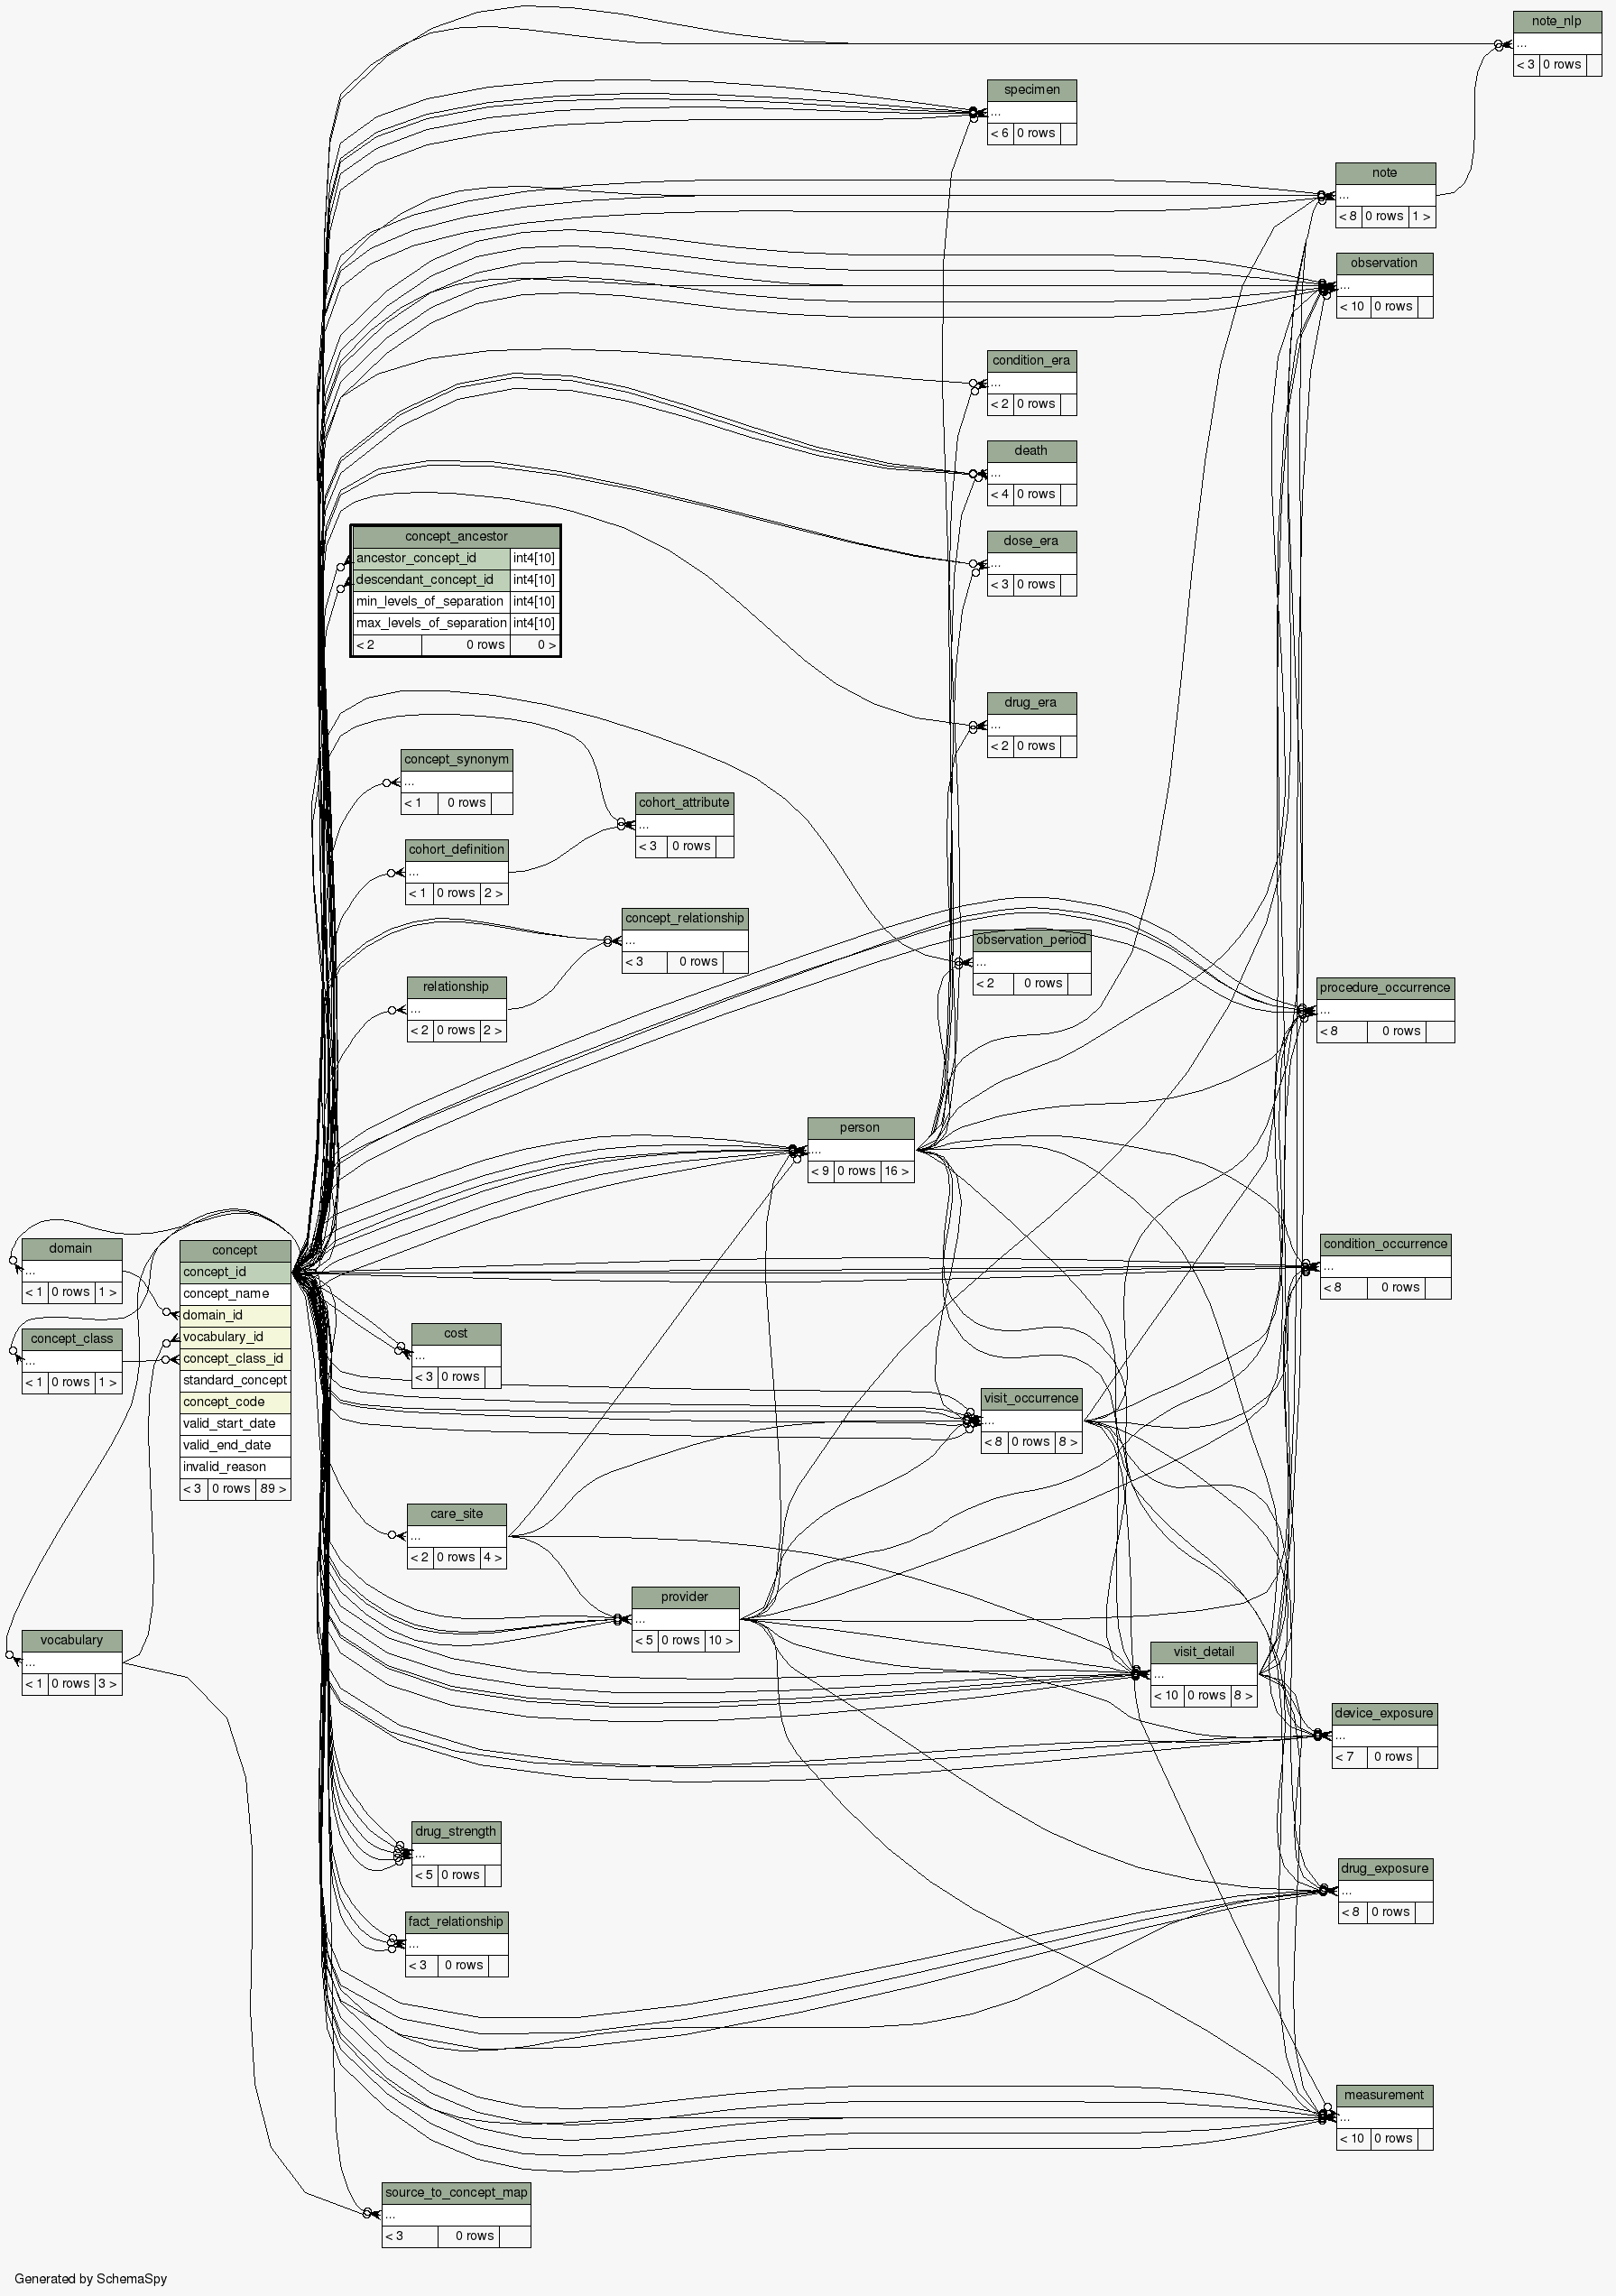 note_nlp
...
< 3 0 rows
specimen
...
< 6 0 rows
note
...
< 8 0 rows 1 >
observation
...
< 10 0 rows
condition_era
...
< 2 0 rows
death
...
< 4 0 rows
dose_era
...
< 3 0 rows
concept_ancestor
ancestor_concept_id int4[10]
descendant_concept_id int4[10]
min_levels_of_separation int4[10]
max_levels_of_separation int4[10]
< 2 0 rows 0 >
drug_era
...
< 2 0 rows
concept_synonym
...
< 1 0 rows
cohort_attribute
...
< 3 0 rows
cohort_definition
...
< 1 0 rows 2 >
concept_relationship
...
< 3 0 rows
observation_period
...
< 2 0 rows
relationship
...
< 2 0 rows 2 >
procedure_occurrence
...
< 8 0 rows
person
...
< 9 0 rows 16 >
condition_occurrence
...
< 8 0 rows
domain
...
< 1 0 rows 1 >
concept
concept_id
concept_name
domain_id
vocabulary_id
concept_class_id
standard_concept
concept_code
valid_start_date
valid_end_date
invalid_reason
< 3 0 rows 89 >
concept_class
...
< 1 0 rows 1 >
cost
...
< 3 0 rows
visit_occurrence
...
< 8 0 rows 8 >
care_site
...
< 2 0 rows 4 >
provider
...
< 5 0 rows 10 >
vocabulary
...
< 1 0 rows 3 >
visit_detail
...
< 10 0 rows 8 >
device_exposure
...
< 7 0 rows
drug_strength
...
< 5 0 rows
drug_exposure
...
< 8 0 rows
fact_relationship
...
< 3 0 rows
measurement
...
< 10 0 rows
source_to_concept_map
...
< 3 0 rows
Generated by SchemaSpy